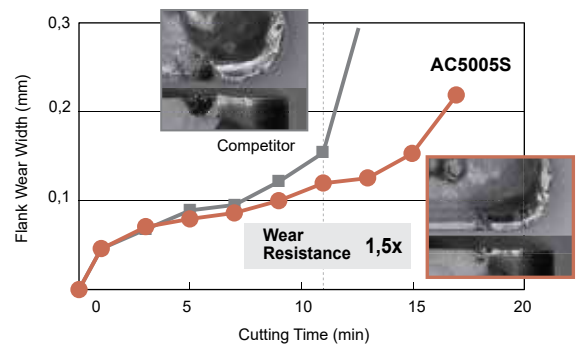 0,3
0,2
0,1
Flank Wear Width (mm)
AC5005S
Competitor
Wear
Resistance 1,5x
0 5 10 15 20
Cutting Time (min)